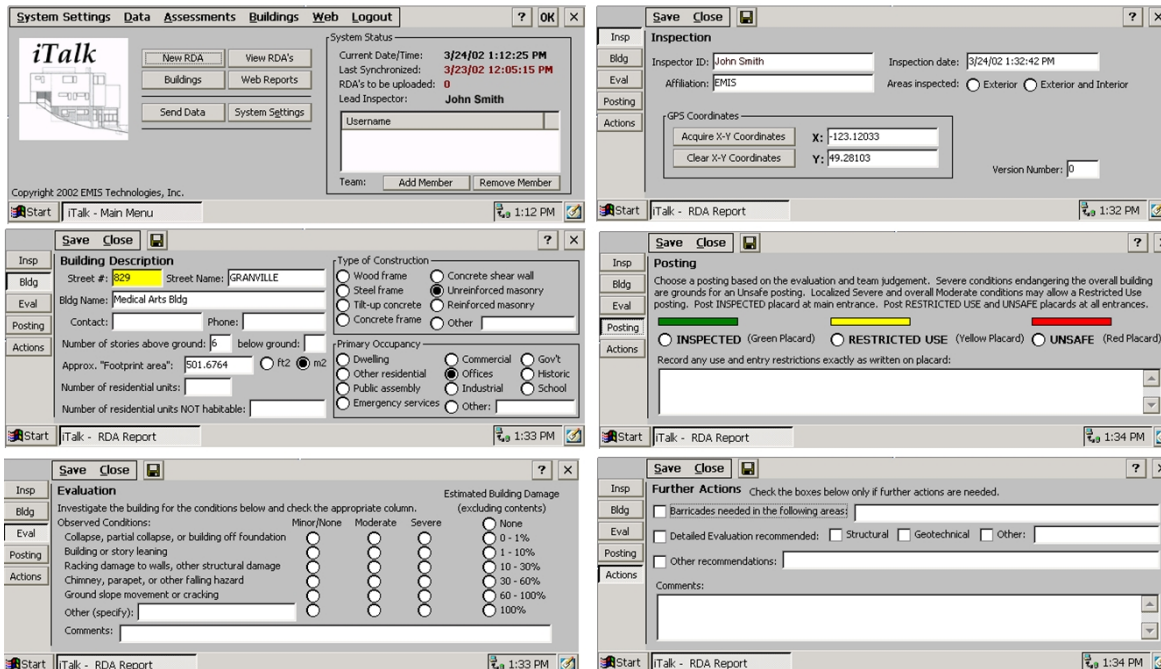 System Settings Data Assessments Buildings Web Logout ? OK ×
iTalk
New RDA View RDA's
Buildings Web Reports
Send Data System Settings
System Status
Current Date/Time: 3/24/02 1:12:25 PM
Last Synchronized: 3/23/02 12:05:15 PM
RDA's to be uploaded: 0
Lead Inspector: John Smith
Username
Team: Add Member Remove Member
Copyright 2002 EMIS Technologies, Inc.
Start iTalk - Main Menu 1:12 PM
Save Close ? ×
Insp
Bldg
Eval
Posting
Actions
Inspection
Inspector ID: John Smith Inspection date: 3/24/02 1:32:42 PM
Affiliation: EMIS Areas inspected: Exterior Exterior and Interior
GPS Coordinates
Acquire X-Y Coordinates X: -123.12033
Clear X-Y Coordinates Y: 49.28103
Version Number: 0
Start iTalk - RDA Report 1:32 PM
Save Close ? ×
Insp
Bldg
Eval
Posting
Actions
Building Description
Street #: 829 Street Name: GRANVILLE
Bldg Name: Medical Arts Bldg
Contact: Phone:
Number of stories above ground: 6 below ground:
Approx. "Footprint area": 501.6764 ft2 m2
Number of residential units:
Number of residential units NOT habitable:
Type of Construction
Wood frame Concrete shear wall
Steel frame Unreinforced masonry
Tilt-up concrete Reinforced masonry
Concrete frame Other
Primary Occupancy
Dwelling Commercial Gov't
Other residential Offices Historic
Public assembly Industrial School
Emergency services Other:
Start iTalk - RDA Report 1:33 PM
Save Close ?
Insp
Bldg
Eval
Posting
Actions
Posting
Choose a posting based on the evaluation and team judgement. Severe conditions endangering the overall building
are grounds for an Unsafe posting. Localized Severe and overall Moderate conditions may allow a Restricted Use
posting. Post INSPECTED placard at main entrance. Post RESTRICTED USE and UNSAFE placards at all entrances.
INSPECTED (Green Placard) RESTRICTED USE (Yellow Placard) UNSAFE (Red Placard)
Record any use and entry restrictions exactly as written on placard:
Start iTalk - RDA Report 1:34 PM
Save Close ? ×
Insp
Bldg
Eval
Posting
Actions
Evaluation
Investigate the building for the conditions below and check the appropriate column.
Observed Conditions: Minor/None Moderate Severe
Collapse, partial collapse, or building off foundation
Building or story leaning
Racking damage to walls, other structural damage
Chimney, parapet, or other falling hazard
Ground slope movement or cracking
Other (specify):
Comments:
Estimated Building Damage
(excluding contents)
None
0 - 1%
1 - 10%
10 - 30%
30 - 60%
60 - 100%
100%
Start iTalk - RDA Report 1:33 PM
Save Close ? ×
Insp
Bldg
Eval
Posting
Actions
Further Actions Check the boxes below only if further actions are needed.
Barricades needed in the following areas:
Detailed Evaluation recommended: Structural Geotechnical Other:
Other recommendations:
Comments:
Start iTalk - RDA Report 1:34 PM